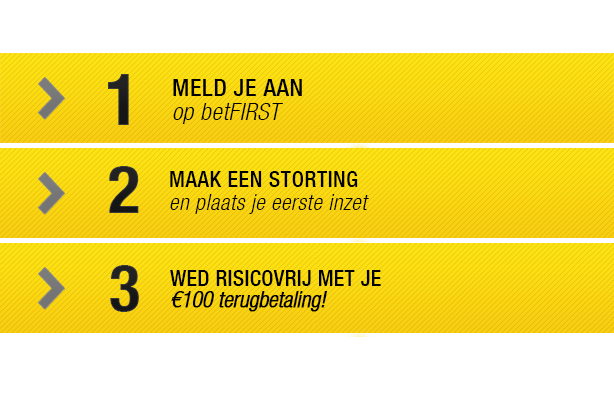 1
MELD JE AAN
op betFIRST
2
MAAK EEN STORTING
en plaats je eerste inzet
3
WED RISICOVRIJ MET JE
€100 terugbetaling!